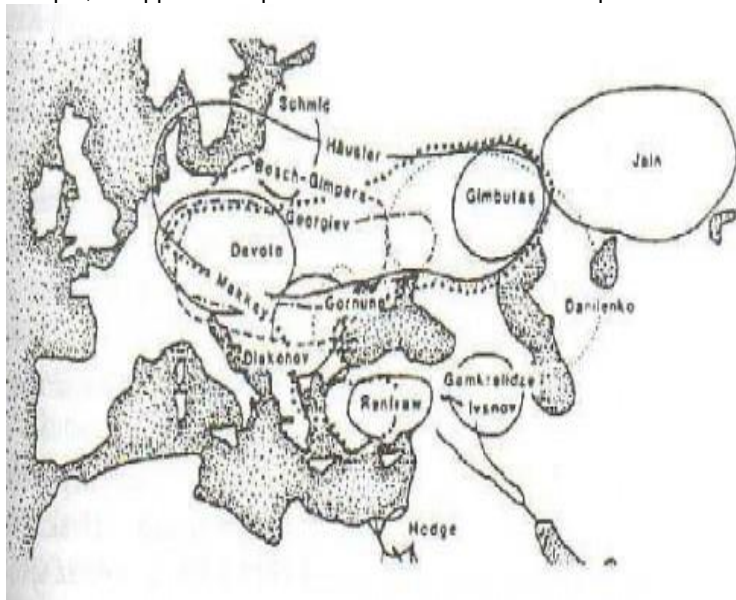 Schmid
Häusler
Bosch-Gimpera
Jain
Gimbutas
Georgiev
Devoto
Makkay
Gornung
Danilenko
Diakonov
Gamkrelidze
Renfrew
Ivanov
Hodge